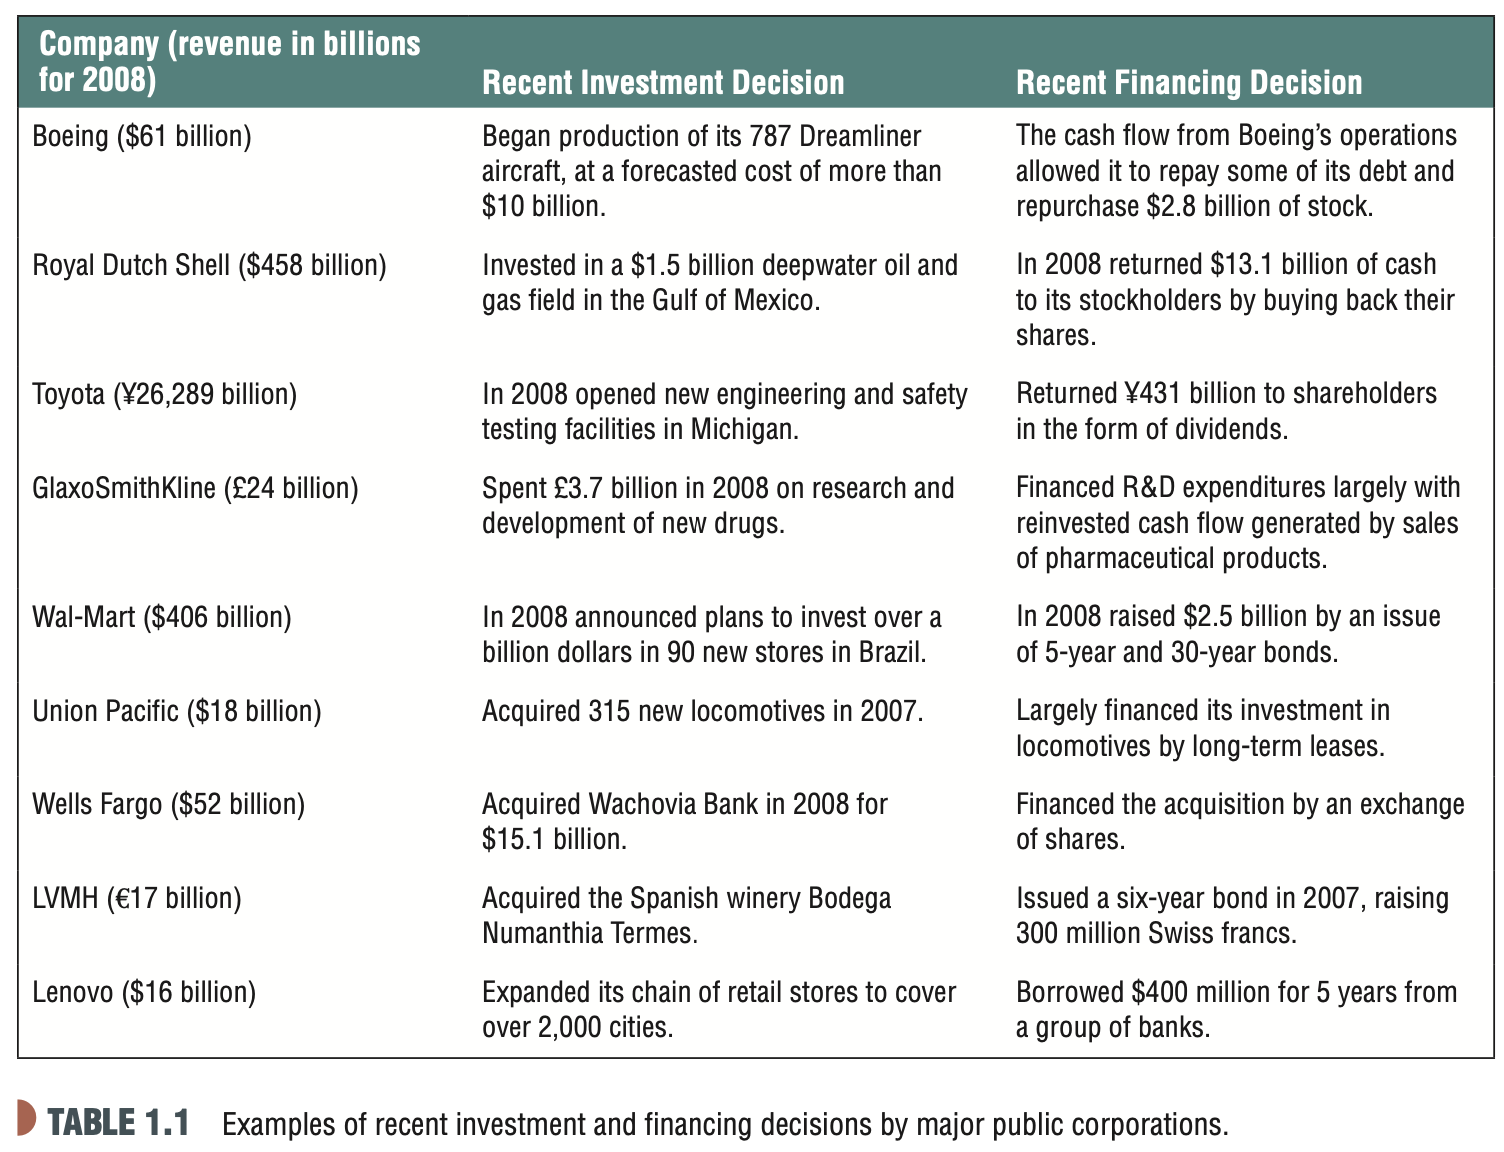 Company (revenue in billions
for 2008)
Recent Investment Decision
Recent Financing Decision
Boeing ($61 billion)
Began production of its 787 Dreamliner
aircraft, at a forecasted cost of more than
$10 billion.
The cash flow from Boeing’s operations
allowed it to repay some of its debt and
repurchase $2.8 billion of stock.
Royal Dutch Shell ($458 billion)
Invested in a $1.5 billion deepwater oil and
gas field in the Gulf of Mexico.
In 2008 returned $13.1 billion of cash
to its stockholders by buying back their
shares.
Toyota (¥26,289 billion)
In 2008 opened new engineering and safety
testing facilities in Michigan.
Returned ¥431 billion to shareholders
in the form of dividends.
GlaxoSmithKline (£24 billion)
Spent £3.7 billion in 2008 on research and
development of new drugs.
Financed R&D expenditures largely with
reinvested cash flow generated by sales
of pharmaceutical products.
Wal-Mart ($406 billion)
In 2008 announced plans to invest over a
billion dollars in 90 new stores in Brazil.
In 2008 raised $2.5 billion by an issue
of 5-year and 30-year bonds.
Union Pacific ($18 billion)
Acquired 315 new locomotives in 2007.
Largely financed its investment in
locomotives by long-term leases.
Wells Fargo ($52 billion)
Acquired Wachovia Bank in 2008 for
$15.1 billion.
Financed the acquisition by an exchange
of shares.
LVMH (€17 billion)
Acquired the Spanish winery Bodega
Numanthia Termes.
Issued a six-year bond in 2007, raising
300 million Swiss francs.
Lenovo ($16 billion)
Expanded its chain of retail stores to cover
over 2,000 cities.
Borrowed $400 million for 5 years from
a group of banks.
TABLE 1.1 Examples of recent investment and financing decisions by major public corporations.